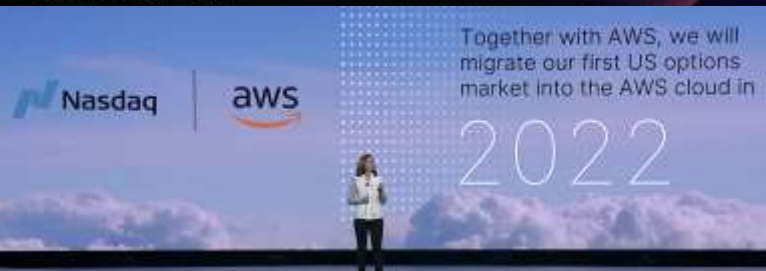 Nasdaq
aws
Together with AWS, we will
migrate our first US options
market into the AWS cloud in
2022